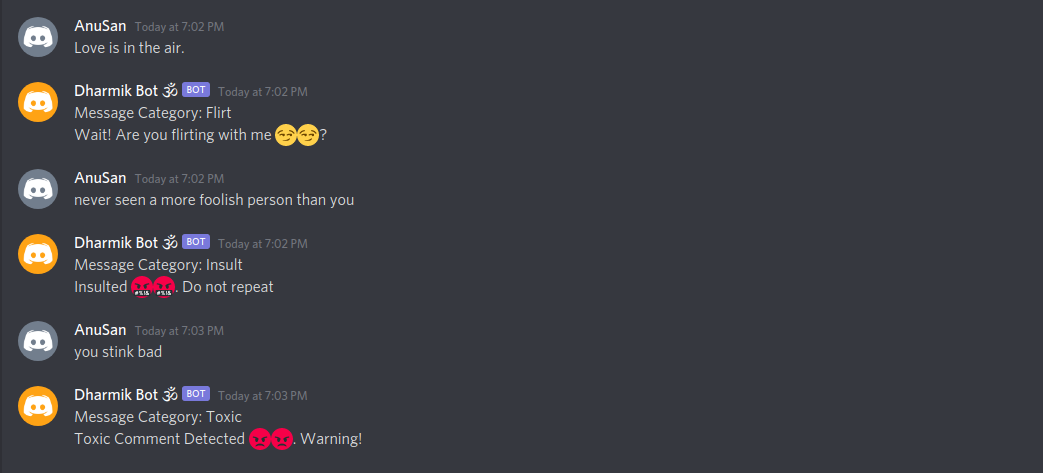 AnuSan Today at 7:02 PM
Love is in the air.
Dharmik Bot ॐ BOT Today at 7:02 PM
Message Category: Flirt
Wait! Are you flirting with me 😏😏?
AnuSan Today at 7:02 PM
never seen a more foolish person than you
Dharmik Bot ॐ BOT Today at 7:02 PM
Message Category: Insult
Insulted 🤬🤬. Do not repeat
AnuSan Today at 7:03 PM
you stink bad
Dharmik Bot ॐ BOT Today at 7:03 PM
Message Category: Toxic
Toxic Comment Detected 😡😡. Warning!